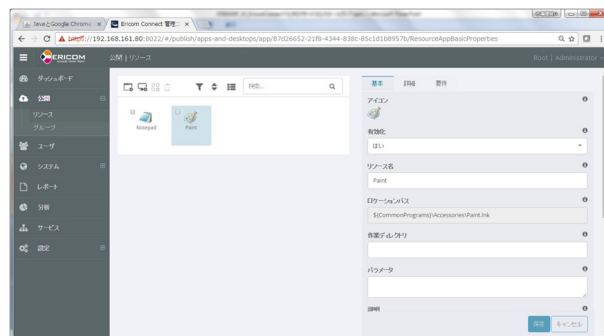 JavaとGoogle Chrome
Ericom Connect 管理コ
https://192.168.161.80:8022/#/publish/apps-and-desktops/app/87d26652-21f8-4344-838c-85c1d1b8957b/ResourceAppBasicProperties
ERICOM
公開 | リソース
Root | Administrator
ダッシュボード
公開
リソース
グループ
ユーザ
システム
レポート
分析
サービス
設定
検索...
Notepad
Paint
基本
詳細
要件
アイコン
有効化
はい
リソース名
Paint
ロケーションパス
$(CommonPrograms)\Accessories\Paint.lnk
作業ディレクトリ
パラメータ
説明
保存
キャンセル